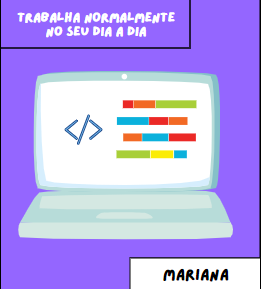 TRABALHA NORMALMENTE
NO SEU DIA A DIA
</>
MARIANA